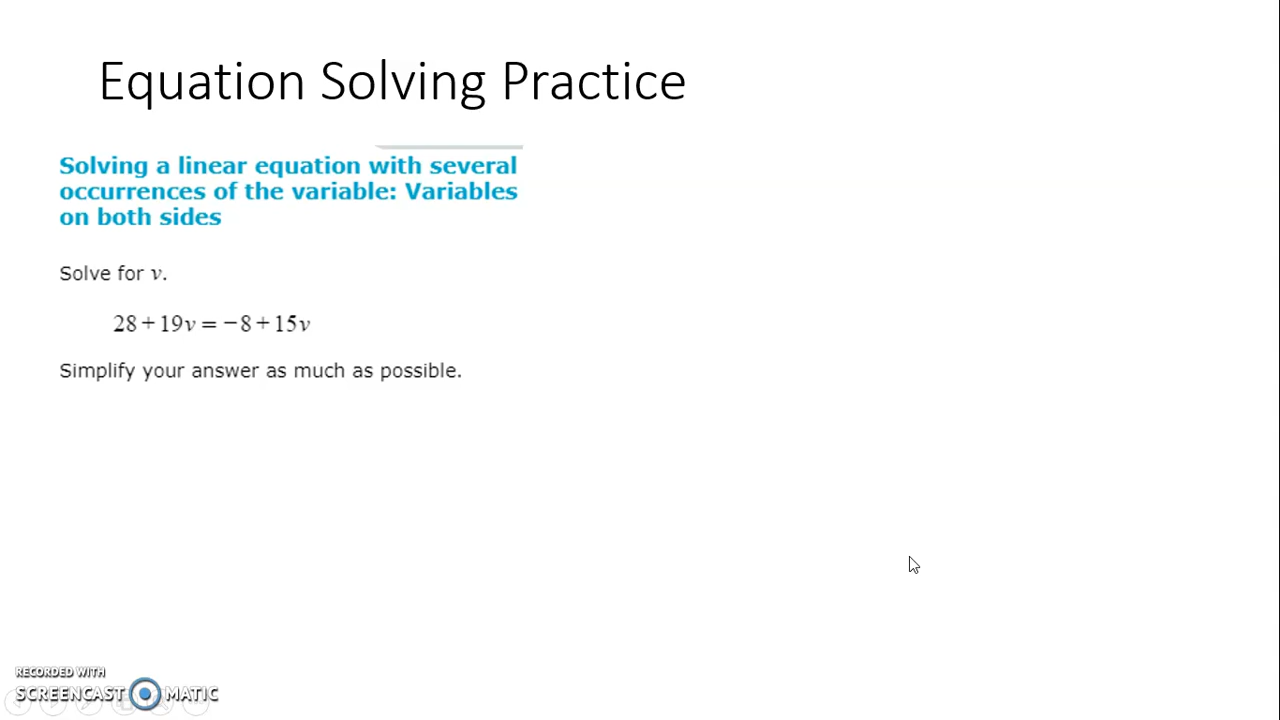 Equation Solving Practice
Solving a linear equation with several
occurrences of the variable: Variables
on both sides
Solve for v.
28 + 19v = −8 + 15v
Simplify your answer as much as possible.
RECORDED WITH
SCREENCAST MATIC